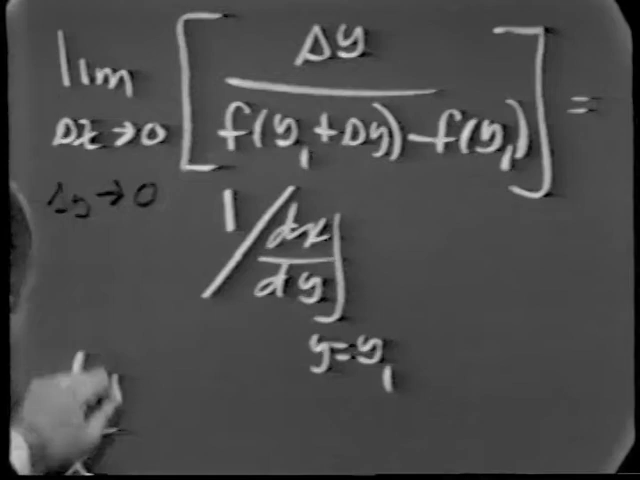 lim [ Δy
Δx→0 f(y₁+Δy)-f(y₁) ] =
Δy→0
1 / dx
dy ]
y=y₁